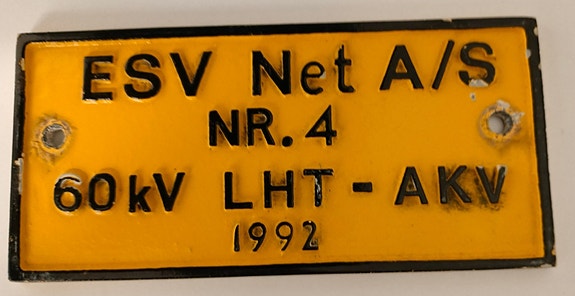 ESV Net A/S
NR. 4
60kV LHT - AKV
1992